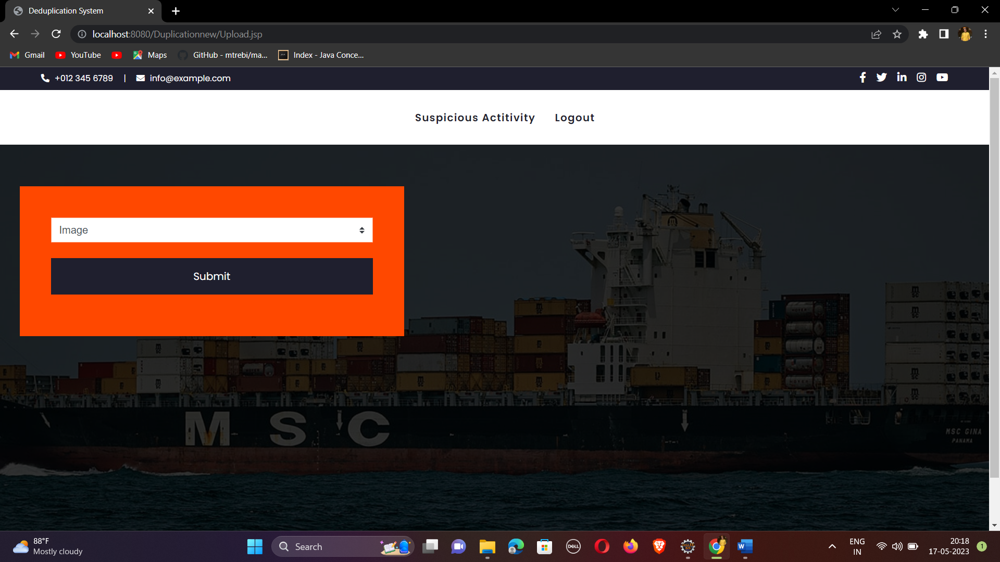 Deduplication System
localhost:8080/Duplicationnew/Upload.jsp
Gmail YouTube Maps GitHub - mtrebi/ma... Index - Java Conce...
+012 345 6789 | info@example.com
Suspicious Actitivity Logout
Image
Submit
MSC
MSC GINA
PANAMA
88°F
Mostly cloudy
Search
DELL
ENG
IN
20:18
17-05-2023
1